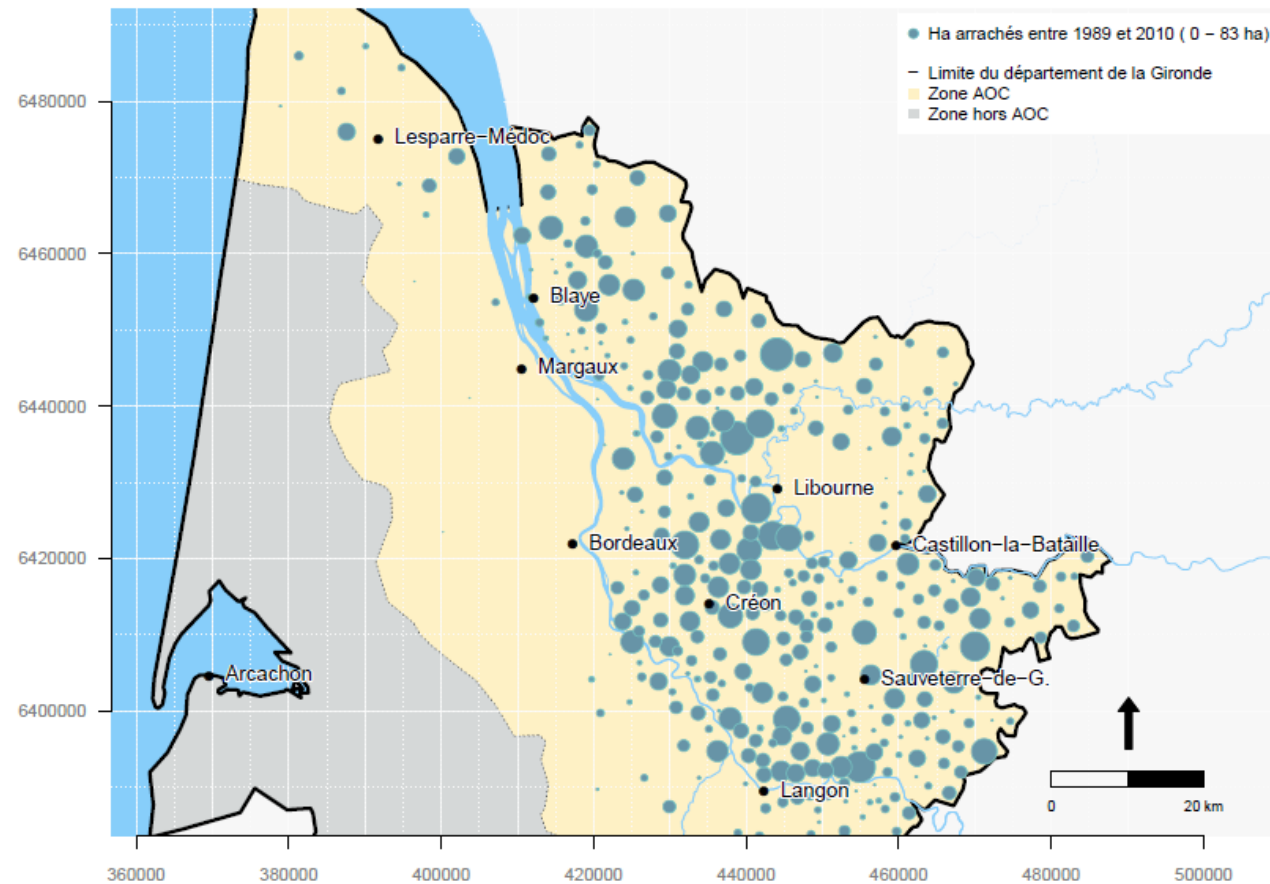 Ha arrachés entre 1989 et 2010 ( 0 – 83 ha)
Limite du département de la Gironde
Zone AOC
Zone hors AOC
6480000
Lesparre−Médoc
6460000
Blaye
Margaux
6440000
Libourne
6420000
Bordeaux
Castillon−la−Batàille
Créon
Arcachon
Sauveterre−de−G.
6400000
Langon
0
20 km
360000
380000
400000
420000
440000
460000
480000
500000